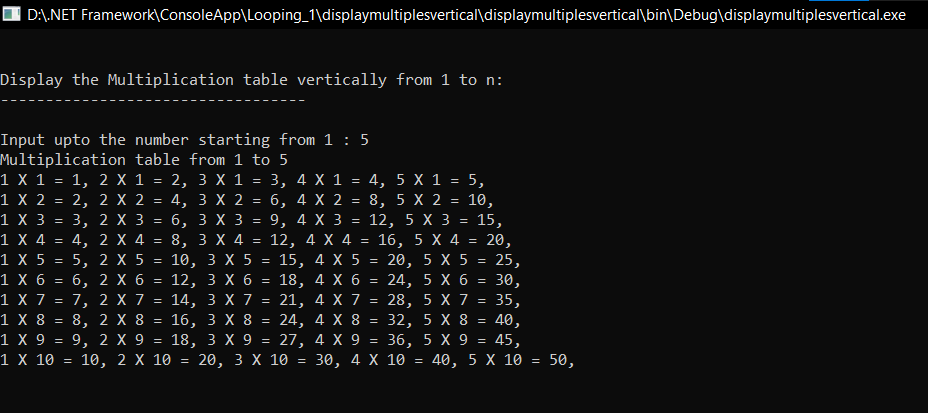 D:\.NET Framework\ConsoleApp\Looping_1\displaymultiplesvertical\displaymultiplesvertical\bin\Debug\displaymultiplesvertical.exe
Display the Multiplication table vertically from 1 to n:
----------------------------------
Input upto the number starting from 1 : 5
Multiplication table from 1 to 5
1 X 1 = 1, 2 X 1 = 2, 3 X 1 = 3, 4 X 1 = 4, 5 X 1 = 5,
1 X 2 = 2, 2 X 2 = 4, 3 X 2 = 6, 4 X 2 = 8, 5 X 2 = 10,
1 X 3 = 3, 2 X 3 = 6, 3 X 3 = 9, 4 X 3 = 12, 5 X 3 = 15,
1 X 4 = 4, 2 X 4 = 8, 3 X 4 = 12, 4 X 4 = 16, 5 X 4 = 20,
1 X 5 = 5, 2 X 5 = 10, 3 X 5 = 15, 4 X 5 = 20, 5 X 5 = 25,
1 X 6 = 6, 2 X 6 = 12, 3 X 6 = 18, 4 X 6 = 24, 5 X 6 = 30,
1 X 7 = 7, 2 X 7 = 14, 3 X 7 = 21, 4 X 7 = 28, 5 X 7 = 35,
1 X 8 = 8, 2 X 8 = 16, 3 X 8 = 24, 4 X 8 = 32, 5 X 8 = 40,
1 X 9 = 9, 2 X 9 = 18, 3 X 9 = 27, 4 X 9 = 36, 5 X 9 = 45,
1 X 10 = 10, 2 X 10 = 20, 3 X 10 = 30, 4 X 10 = 40, 5 X 10 = 50,